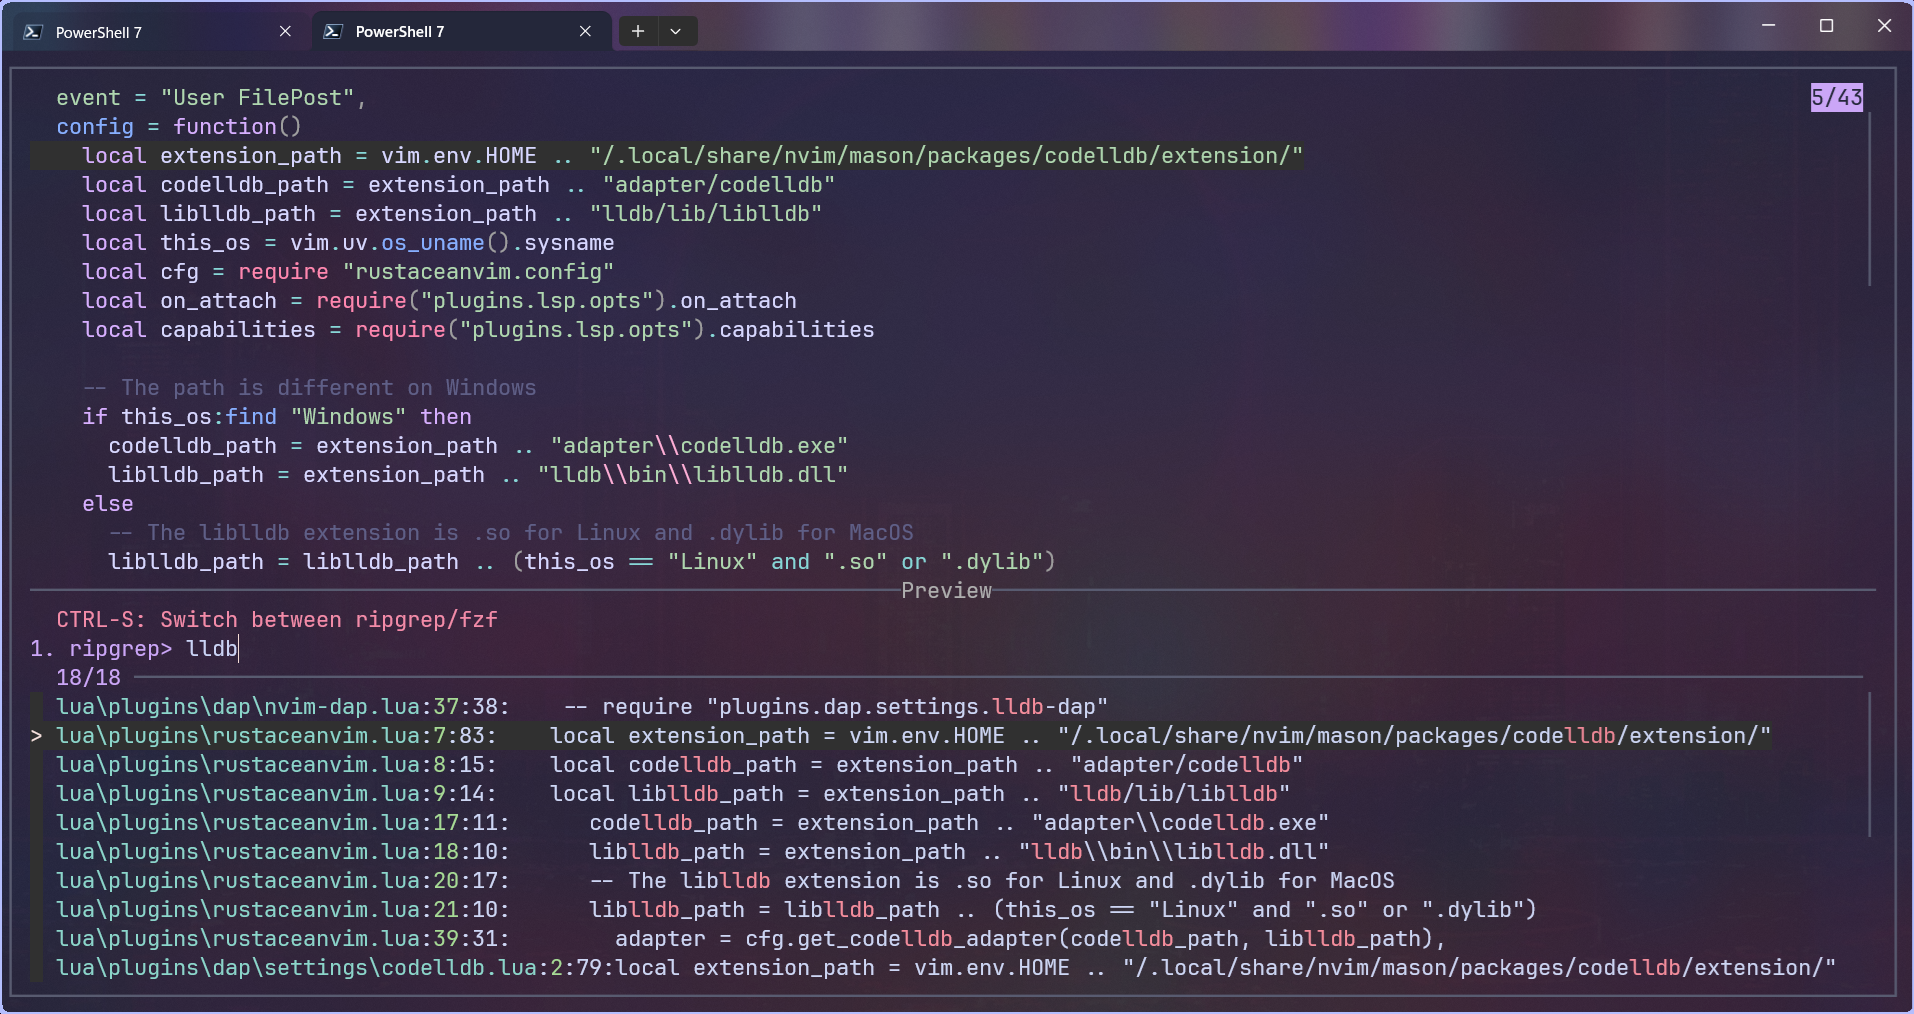 PowerShell 7
PowerShell 7
event = "User FilePost",
5/43
config = function()
local extension_path = vim.env.HOME .. "/.local/share/nvim/mason/packages/codelldb/extension/"
local codelldb_path = extension_path .. "adapter/codelldb"
local liblldb_path = extension_path .. "lldb/lib/liblldb"
local this_os = vim.uv.os_uname().sysname
local cfg = require "rustaceanvim.config"
local on_attach = require("plugins.lsp.opts").on_attach
local capabilities = require("plugins.lsp.opts").capabilities
-- The path is different on Windows
if this_os:find "Windows" then
codelldb_path = extension_path .. "adapter\\codelldb.exe"
liblldb_path = extension_path .. "lldb\\bin\\liblldb.dll"
else
-- The liblldb extension is .so for Linux and .dylib for MacOS
liblldb_path = liblldb_path .. (this_os == "Linux" and ".so" or ".dylib")
Preview
CTRL-S: Switch between ripgrep/fzf
1. ripgrep> lldb
18/18
lua\plugins\dap\nvim-dap.lua:37:38:    -- require "plugins.dap.settings.lldb-dap"
> lua\plugins\rustaceanvim.lua:7:83:    local extension_path = vim.env.HOME .. "/.local/share/nvim/mason/packages/codelldb/extension/"
lua\plugins\rustaceanvim.lua:8:15:    local codelldb_path = extension_path .. "adapter/codelldb"
lua\plugins\rustaceanvim.lua:9:14:    local liblldb_path = extension_path .. "lldb/lib/liblldb"
lua\plugins\rustaceanvim.lua:17:11:      codelldb_path = extension_path .. "adapter\\codelldb.exe"
lua\plugins\rustaceanvim.lua:18:10:      liblldb_path = extension_path .. "lldb\\bin\\liblldb.dll"
lua\plugins\rustaceanvim.lua:20:17:      -- The liblldb extension is .so for Linux and .dylib for MacOS
lua\plugins\rustaceanvim.lua:21:10:      liblldb_path = liblldb_path .. (this_os == "Linux" and ".so" or ".dylib")
lua\plugins\rustaceanvim.lua:39:31:        adapter = cfg.get_codelldb_adapter(codelldb_path, liblldb_path),
lua\plugins\dap\settings\codelldb.lua:2:79:local extension_path = vim.env.HOME .. "/.local/share/nvim/mason/packages/codelldb/extension/"